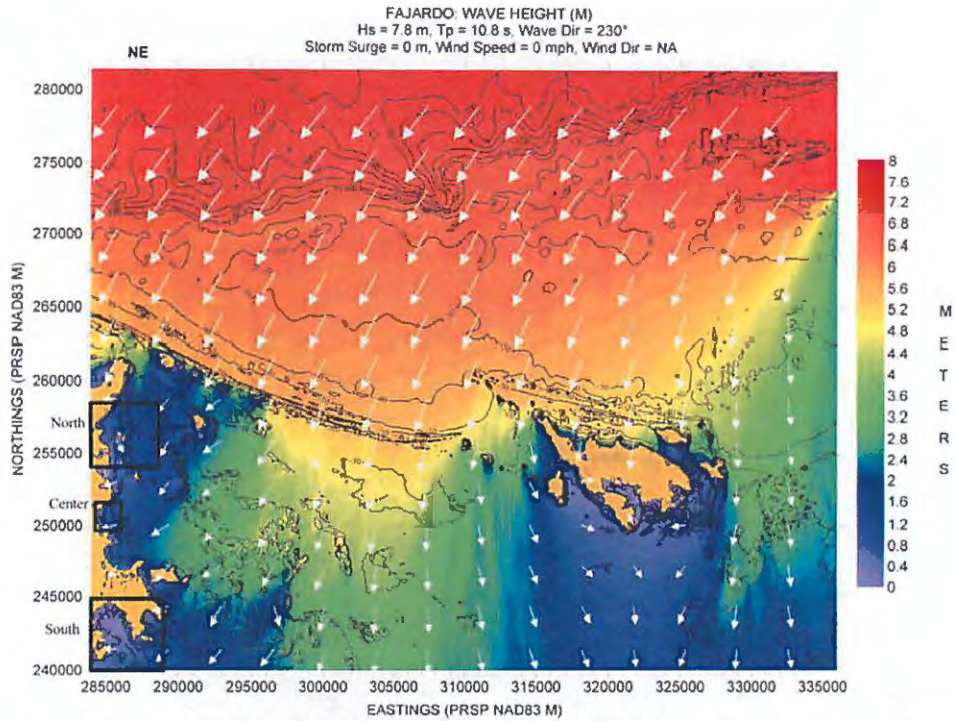 FAJARDO: WAVE HEIGHT (M)
Hs = 7.8 m, Tp = 10.8 s, Wave Dir = 230°
Storm Surge = 0 m, Wind Speed = 0 mph, Wind Dir = NA
NE
280000
275000
270000
265000
260000
255000
250000
245000
240000
NORTHINGS (PRSP NAD83 M)
North
Center
South
285000 290000 295000 300000 305000 310000 315000 320000 325000 330000 335000
EASTINGS (PRSP NAD83 M)
8
7.6
7.2
6.8
6.4
6
5.6
5.2
4.8
4.4
4
3.6
3.2
2.8
2.4
2
1.6
1.2
0.8
0.4
0
METERS